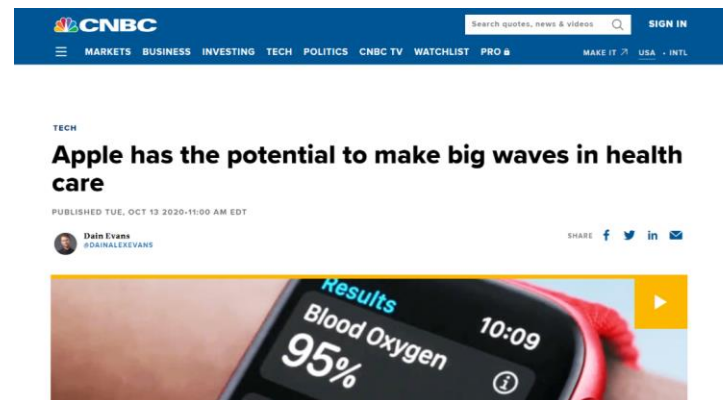 CNBC
Search quotes, news & videos
SIGN IN
MARKETS BUSINESS INVESTING TECH POLITICS CNBC TV WATCHLIST PRO
MAKE IT USA • INTL
TECH
Apple has the potential to make big waves in health
care
PUBLISHED TUE, OCT 13 2020-11:00 AM EDT
Dain Evans
@DAINALEXEVANS
SHARE
Results
Blood Oxygen
10:09
95%